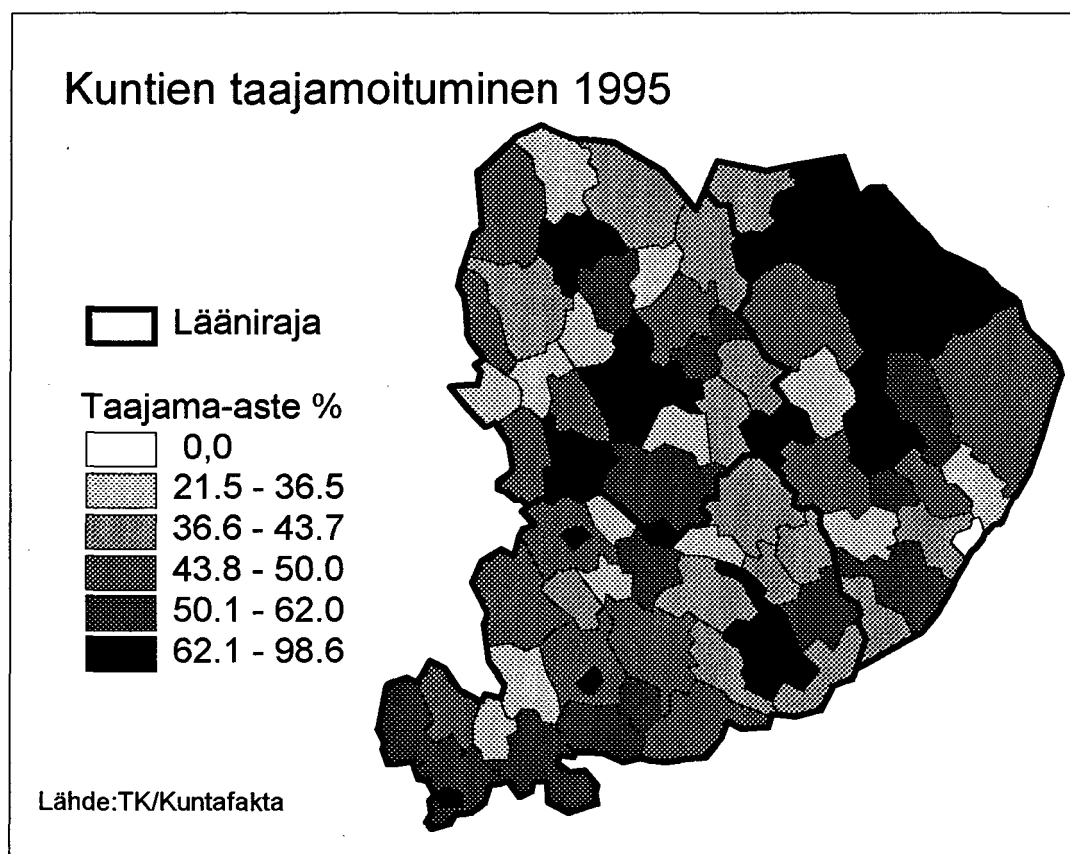 Kuntien taajamoituminen 1995
Lääniraja
Taajama-aste %
0,0
21.5 - 36.5
36.6 - 43.7
43.8 - 50.0
50.1 - 62.0
62.1 - 98.6
Lähde:TK/Kuntafakta